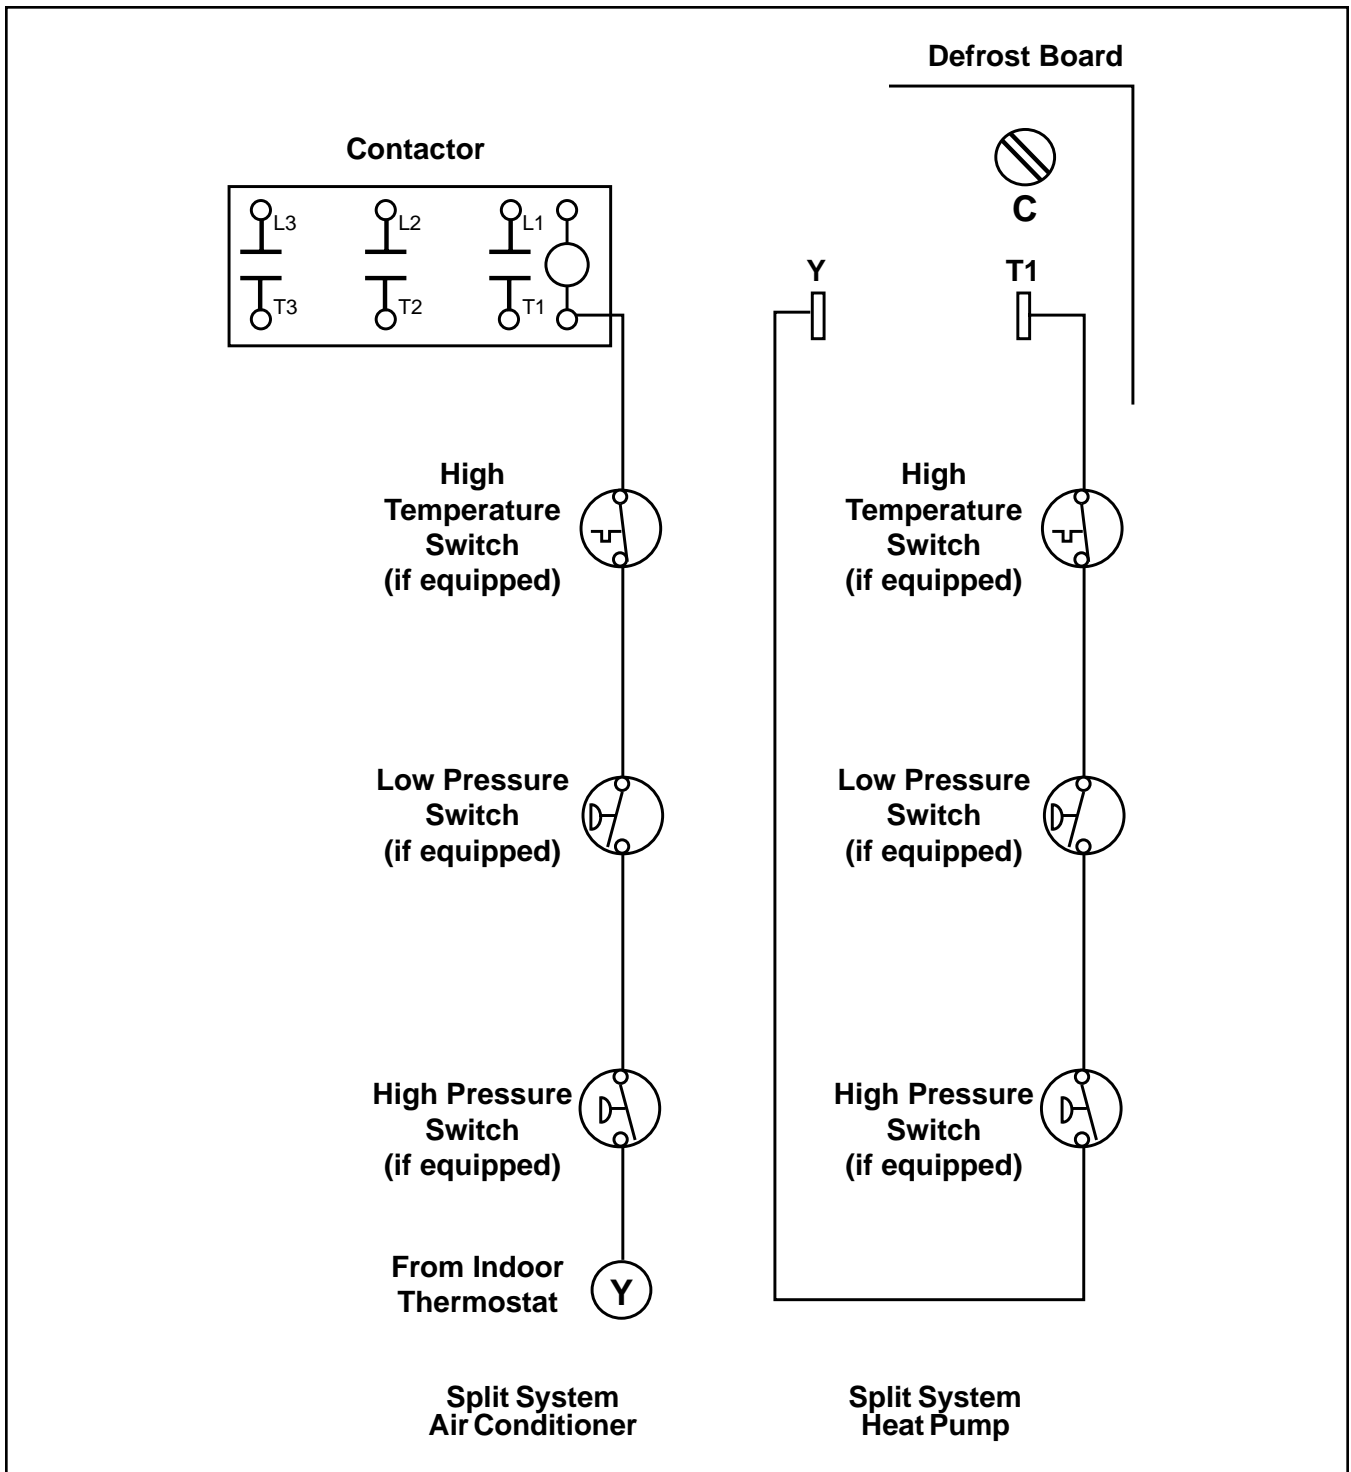 Defrost Board
Contactor
L3
L2
L1
T3
T2
T1
C
Y
T1
High
Temperature
Switch
(if equipped)
High
Temperature
Switch
(if equipped)
Low Pressure
Switch
(if equipped)
Low Pressure
Switch
(if equipped)
High Pressure
Switch
(if equipped)
High Pressure
Switch
(if equipped)
From Indoor
Thermostat
Y
Split System
Air Conditioner
Split System
Heat Pump